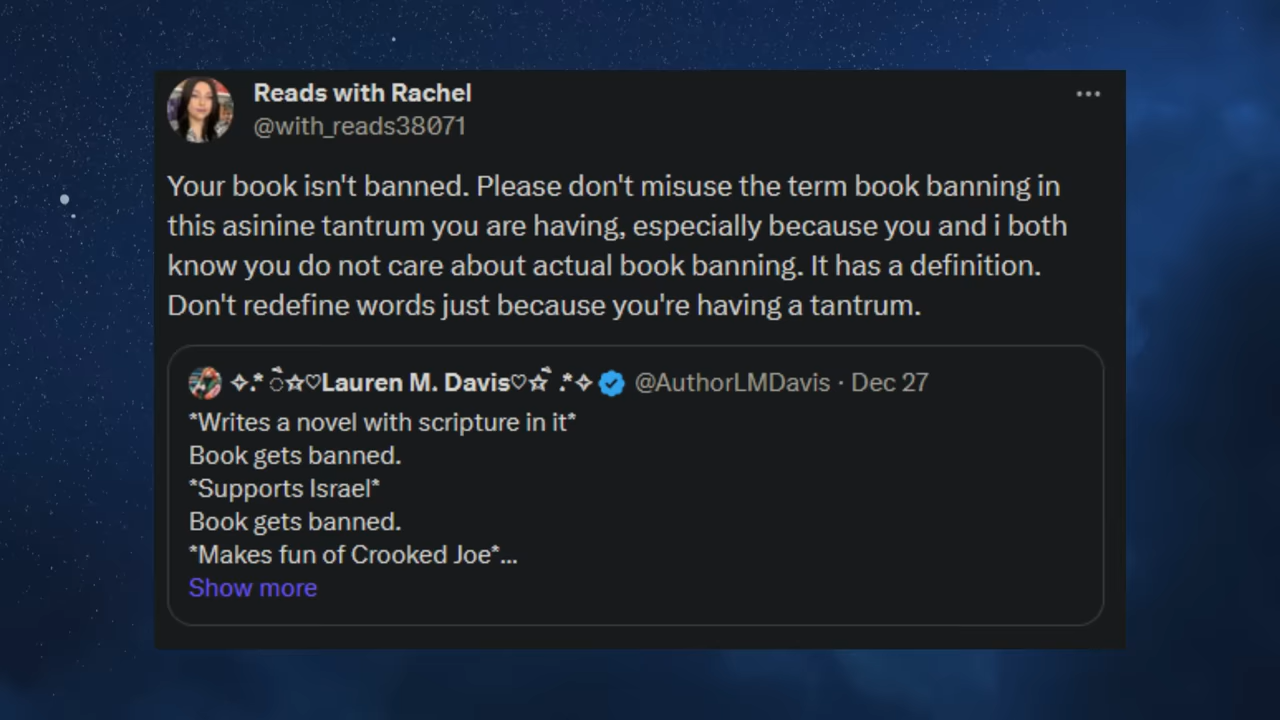 Reads with Rachel
@with_reads38071
Your book isn't banned. Please don't misuse the term book banning in
this asinine tantrum you are having, especially because you and i both
know you do not care about actual book banning. It has a definition.
Don't redefine words just because you're having a tantrum.
✧.* ꙳☆♡Lauren M. Davis♡☆ .*✧ @AuthorLMDavis · Dec 27
*Writes a novel with scripture in it*
Book gets banned.
*Supports Israel*
Book gets banned.
*Makes fun of Crooked Joe*...
Show more